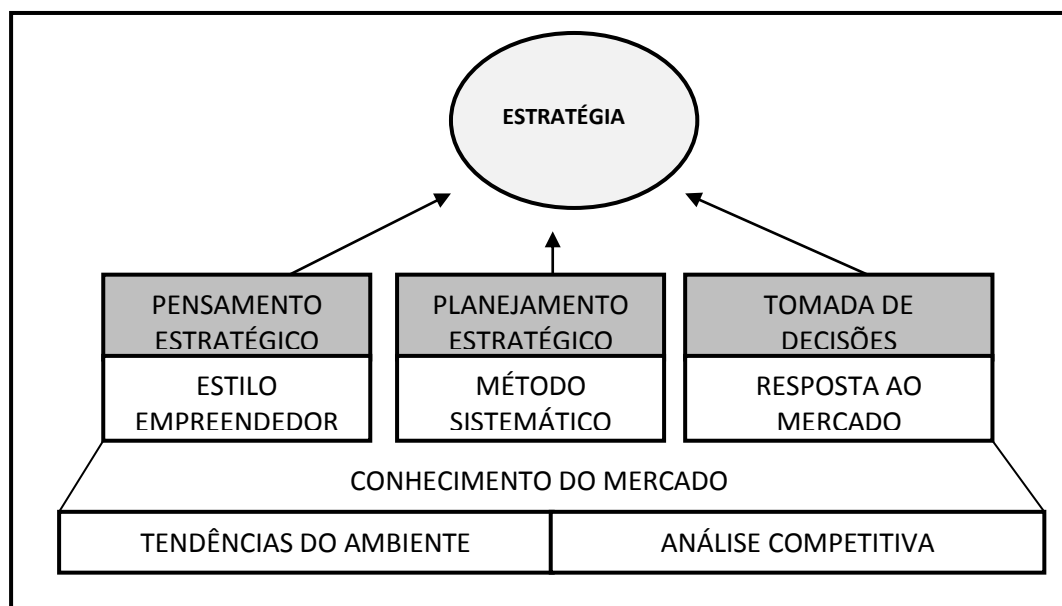 ESTRATÉGIA
PENSAMENTO
ESTRATÉGICO
ESTILO
EMPREENDEDOR
PLANEJAMENTO
ESTRATÉGICO
MÉTODO
SISTEMÁTICO
TOMADA DE
DECISÕES
RESPOSTA AO
MERCADO
CONHECIMENTO DO MERCADO
TENDÊNCIAS DO AMBIENTE
ANÁLISE COMPETITIVA